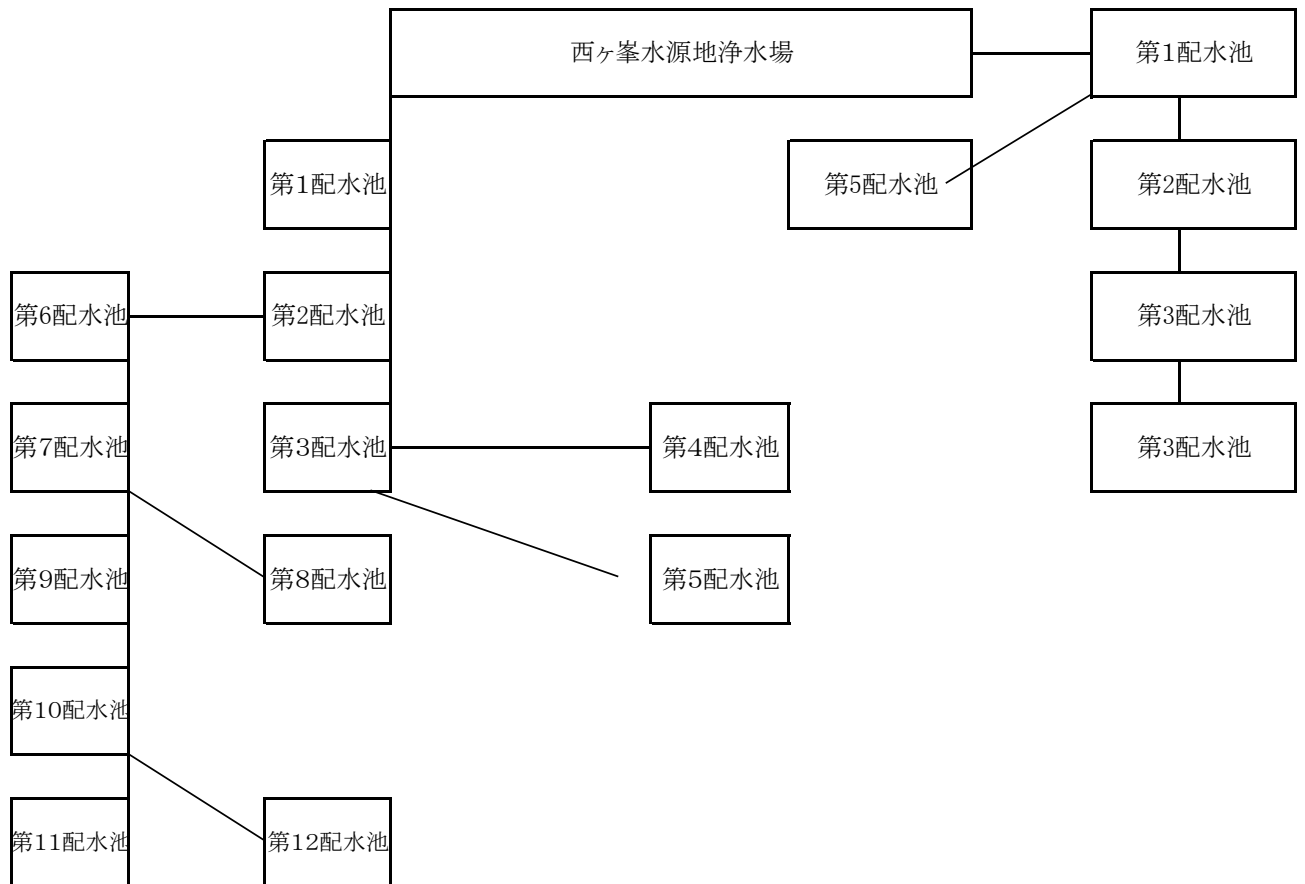 西ヶ峯水源地浄水場
第1配水池
第1配水池
第5配水池
第2配水池
第6配水池
第2配水池
第3配水池
第7配水池
第3配水池
第4配水池
第3配水池
第9配水池
第8配水池
第5配水池
第10配水池
第11配水池
第12配水池